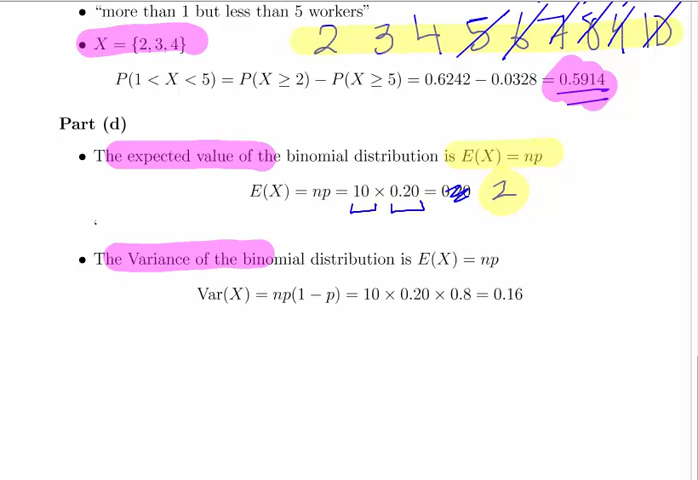 • "more than 1 but less than 5 workers"
• X = {2, 3, 4} 2 3 4 5 6 7 8 9 10
P(1 < X < 5) = P(X ≥ 2) − P(X ≥ 5) = 0.6242 − 0.0328 = 0.5914
Part (d)
• The expected value of the binomial distribution is E(X) = np
E(X) = np = 10 × 0.20 = 2
• The Variance of the binomial distribution is E(X) = np
Var(X) = np(1 − p) = 10 × 0.20 × 0.8 = 0.16